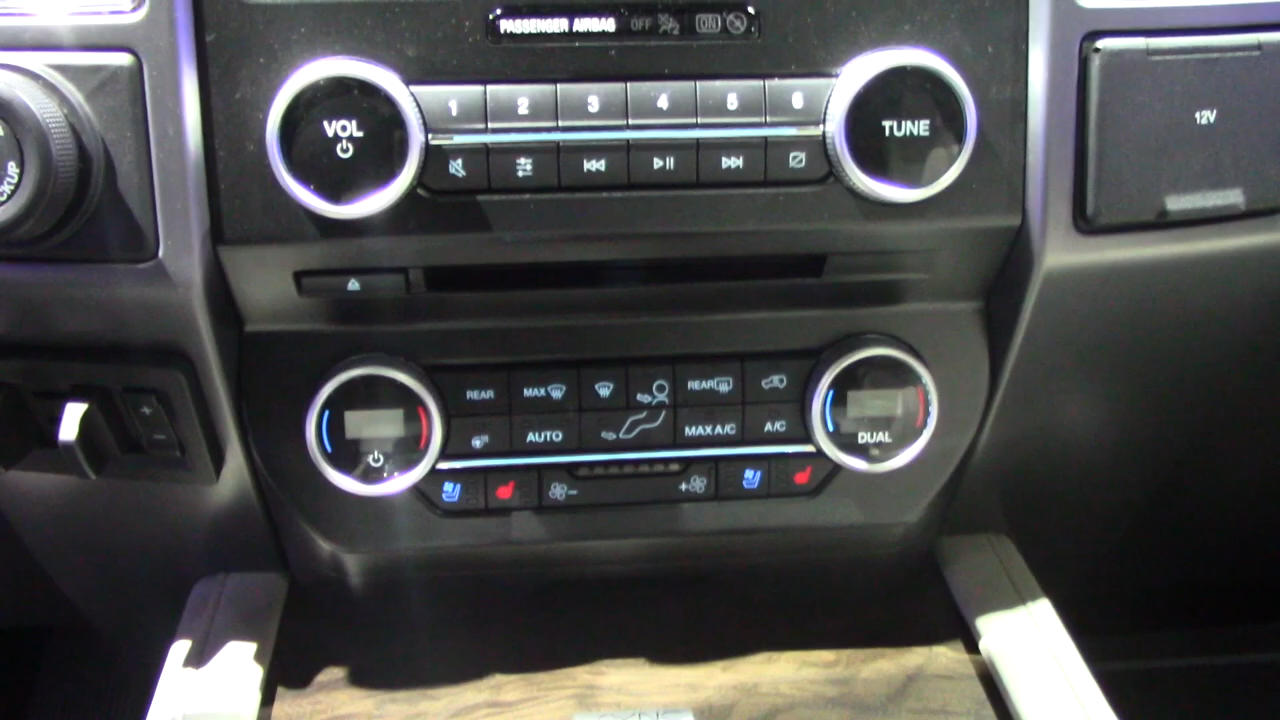 PASSENGER AIRBAG OFF ON
VOL 1 2 3 4 5 6 TUNE
12V
REAR MAX REAR
AUTO MAX A/C A/C
DUAL